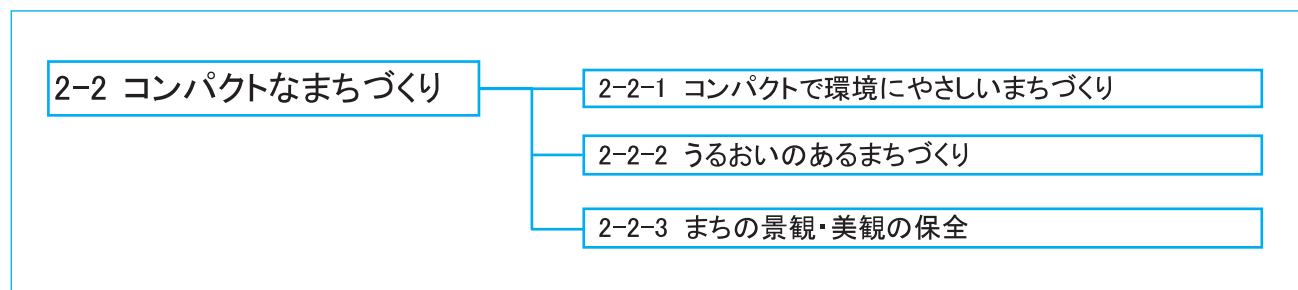 2-2 コンパクトなまちづくり
2-2-1 コンパクトで環境にやさしいまちづくり
2-2-2 うるおいのあるまちづくり
2-2-3 まちの景観・美観の保全